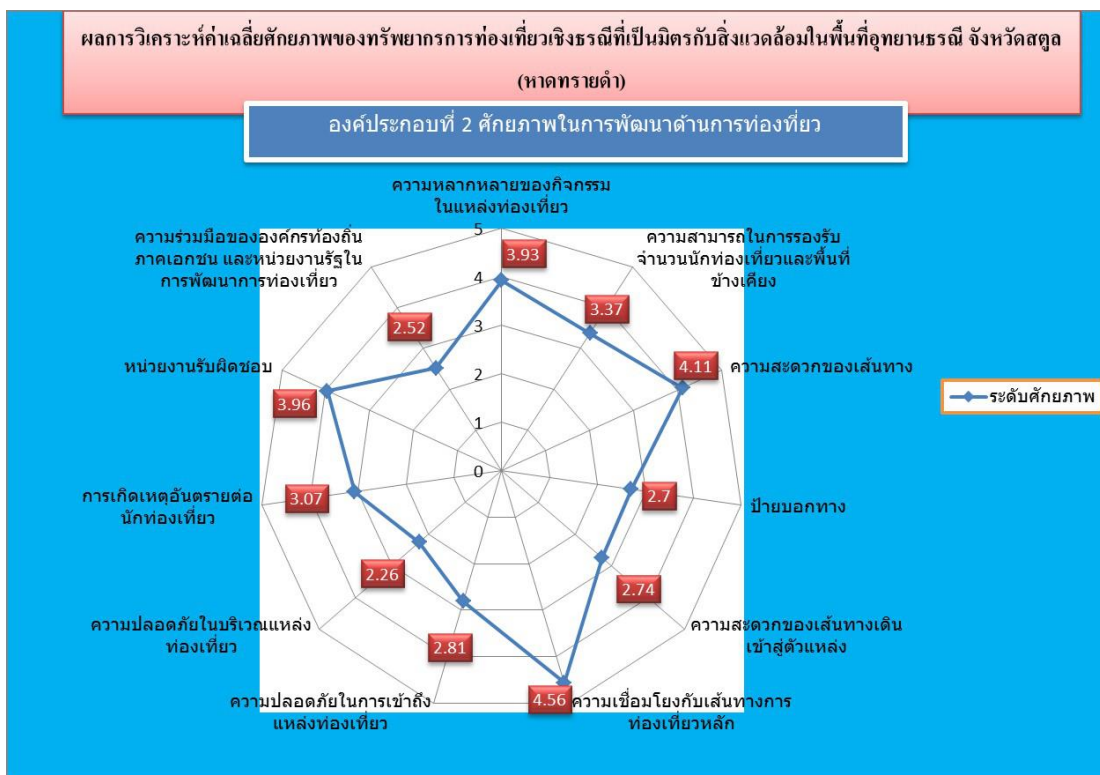 ผลการวิเคราะห์ค่าเฉลี่ยศักยภาพของทรัพยากรการท่องเที่ยวเชิงธรณีที่เป็นมิตรกับสิ่งแวดล้อมในพื้นที่อุทยานธรณี จังหวัดสตูล
(หาดทรายดำ)
องค์ประกอบที่ 2 ศักยภาพในการพัฒนาด้านการท่องเที่ยว
ความหลากหลายของกิจกรรม
ในแหล่งท่องเที่ยว
3.93
ความสามารถในการรองรับ
จำนวนนักท่องเที่ยวและพื้นที่
ข้างเคียง
3.37
ความสะดวกของเส้นทาง
4.11
ป้ายบอกทาง
2.7
ความสะดวกของเส้นทางเดิน
เข้าสู่ตัวแหล่ง
2.74
ความเชื่อมโยงกับเส้นทางการ
ท่องเที่ยวหลัก
4.56
ความปลอดภัยในการเข้าถึง
แหล่งท่องเที่ยว
2.81
ความปลอดภัยในบริเวณแหล่ง
ท่องเที่ยว
2.26
การเกิดเหตุอันตรายต่อ
นักท่องเที่ยว
3.07
หน่วยงานรับผิดชอบ
3.96
ความร่วมมือขององค์กรท้องถิ่น
ภาคเอกชน และหน่วยงานรัฐใน
การพัฒนาการท่องเที่ยว
2.52
5
4
3
2
1
0
ระดับศักยภาพ